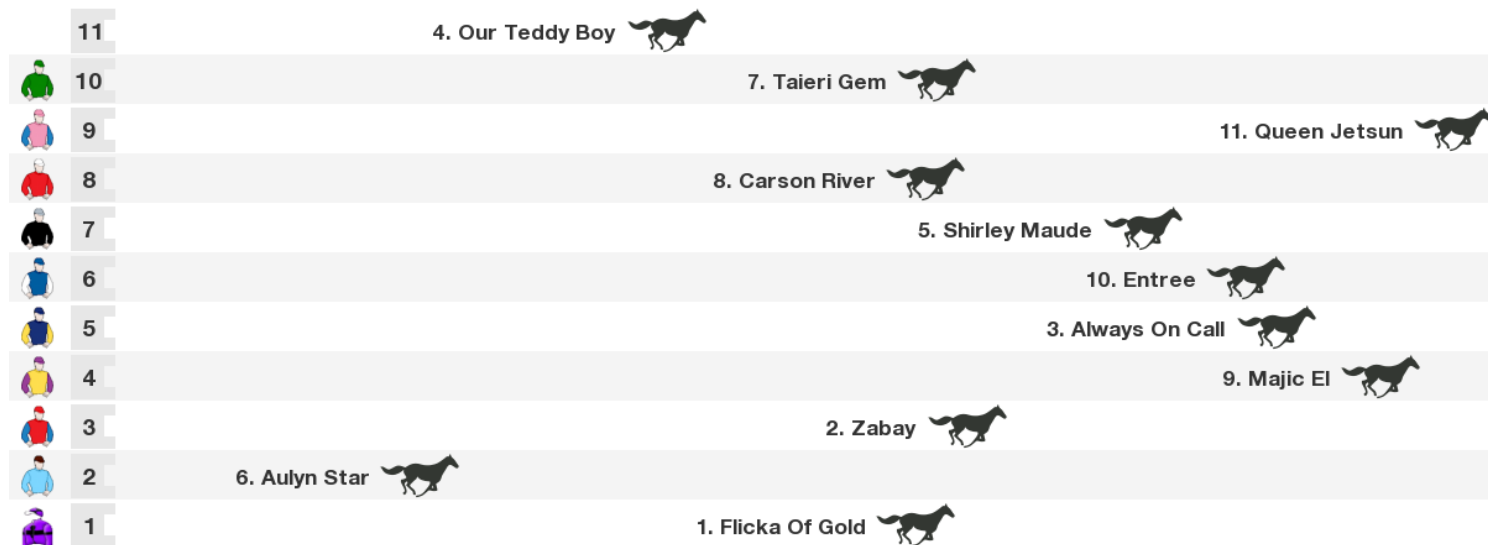 11 4. Our Teddy Boy
10 7. Taieri Gem
9 11. Queen Jetsun
8 8. Carson River
7 5. Shirley Maude
6 10. Entree
5 3. Always On Call
4 9. Majic El
3 2. Zabay
2 6. Aulyn Star
1 1. Flicka Of Gold